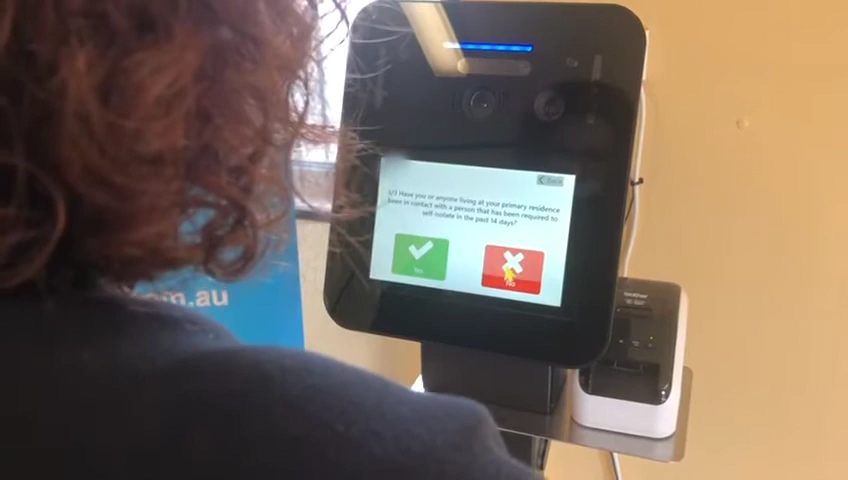 Back
1/3 Have you or anyone living at your primary residence
been in contact with a person that has been required to
self-isolate in the past 14 days?
Yes
No
om.au
brother